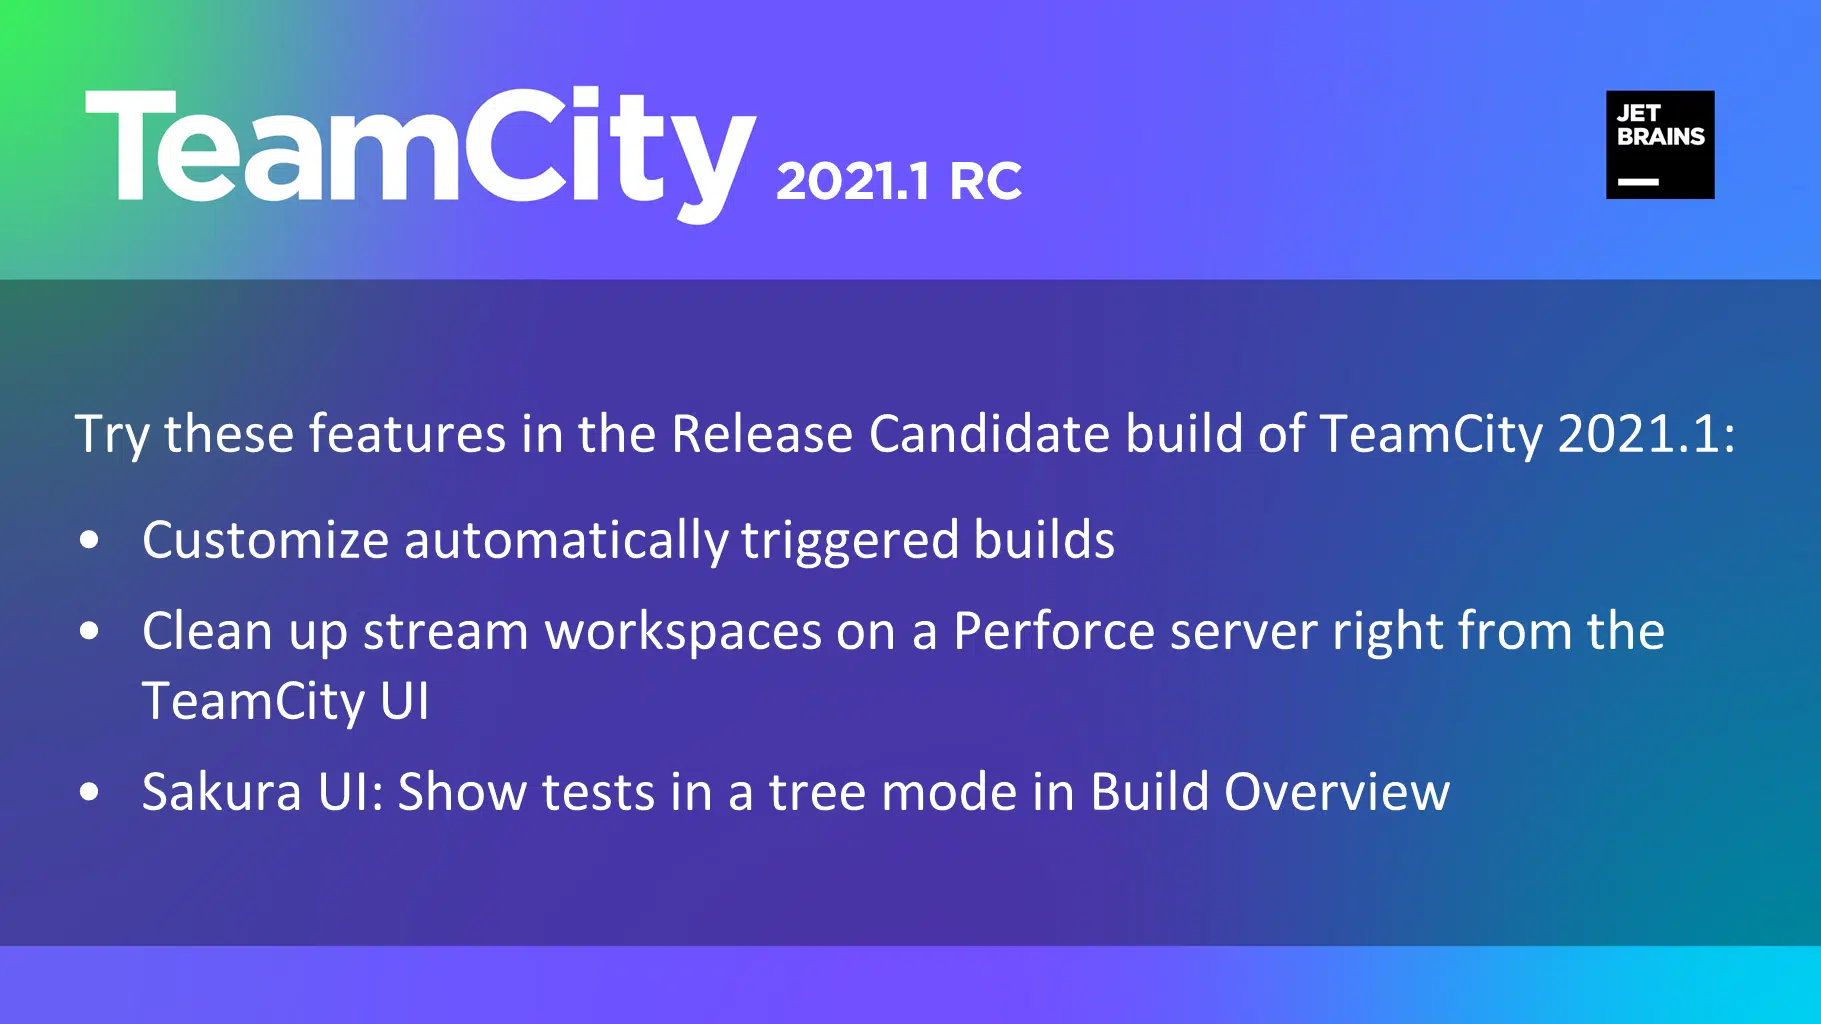 TeamCity 2021.1 RC
JET
BRAINS
Try these features in the Release Candidate build of TeamCity 2021.1:
• Customize automatically triggered builds
• Clean up stream workspaces on a Perforce server right from the
TeamCity UI
• Sakura UI: Show tests in a tree mode in Build Overview